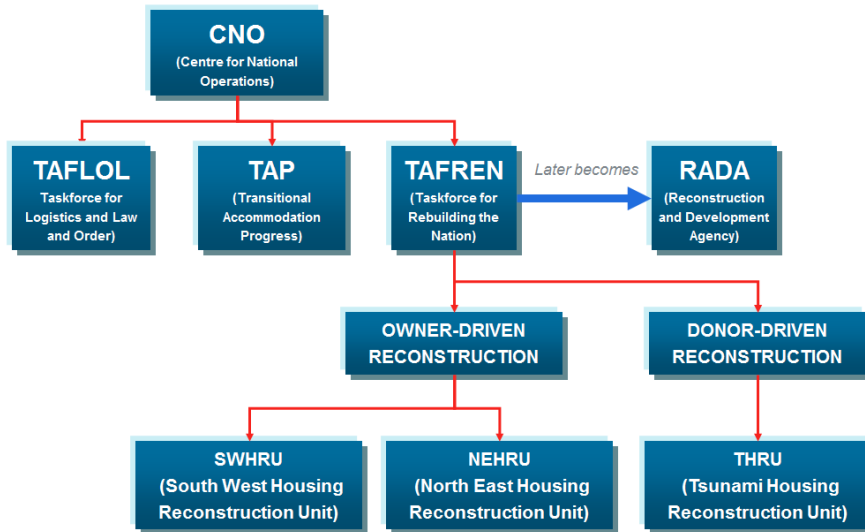 CNO
(Centre for National
Operations)
TAFLOL
Taskforce for
Logistics and Law
and Order)
TAP
(Transitional
Accommodation
Progress)
TAFREN
(Taskforce for
Rebuilding the
Nation)
Later becomes
RADA
(Reconstruction
and Development
Agency)
OWNER-DRIVEN
RECONSTRUCTION
DONOR-DRIVEN
RECONSTRUCTION
SWHRU
(South West Housing
Reconstruction Unit)
NEHRU
(North East Housing
Reconstruction Unit)
THRU
(Tsunami Housing
Reconstruction Unit)